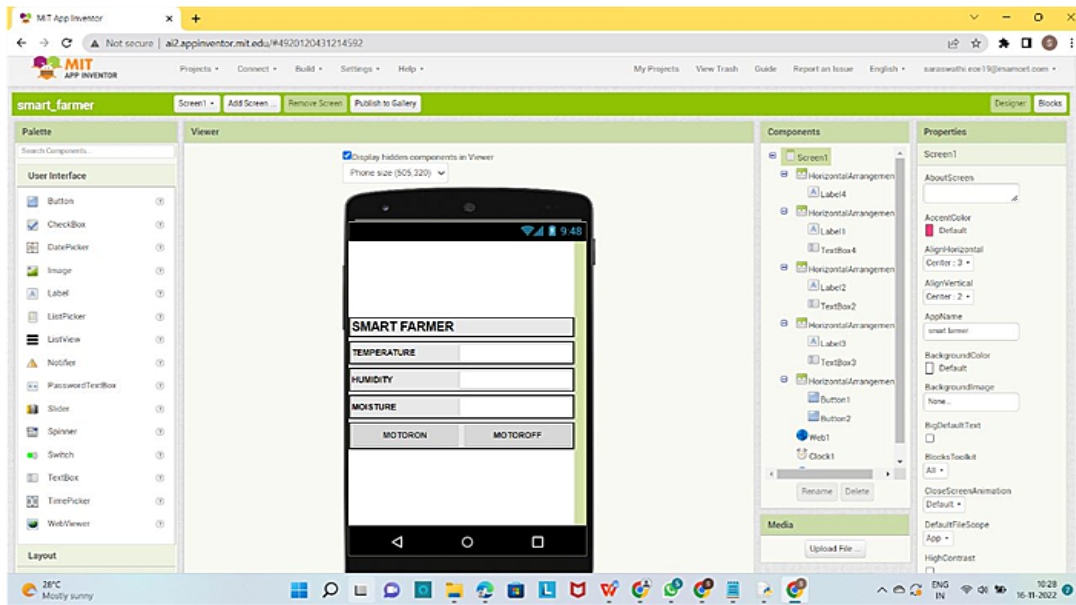 MIT App Inventor
Not secure | ai2.appinventor.mit.edu/#4920120431214592
MIT
APP INVENTOR
Projects Connect Build Settings Help My Projects View Trash Guide Report an Issue English saraswathi.ece19@mamcet.com
smart_farmer Screen1 Add Screen ... Remove Screen Publish to Gallery Designer Blocks
Palette
Search Components...
User Interface
Button
CheckBox
DatePicker
Image
Label
ListPicker
ListView
Notifier
PasswordTextBox
Slider
Spinner
Switch
TextBox
TimePicker
WebViewer
Layout
Viewer
Display hidden components in Viewer
Phone size (505,320)
9:48
SMART FARMER
TEMPERATURE
HUMIDITY
MOISTURE
MOTORON MOTOROFF
Components
Screen1
HorizontalArrangemen
Label4
HorizontalArrangemen
Label1
TextBox4
HorizontalArrangemen
Label2
TextBox2
HorizontalArrangemen
Label3
TextBox3
HorizontalArrangemen
Button1
Button2
Web1
Clock1
Rename Delete
Media
Upload File ...
Properties
Screen1
AboutScreen
AccentColor
Default
AlignHorizontal
Center : 3
AlignVertical
Center : 2
AppName
smart farmer
BackgroundColor
Default
BackgroundImage
None...
BigDefaultText
BlocksToolkit
All
CloseScreenAnimation
Default
DefaultFileScope
App
HighContrast
28°C
Mostly sunny
ENG
IN
10:28
16-11-2022